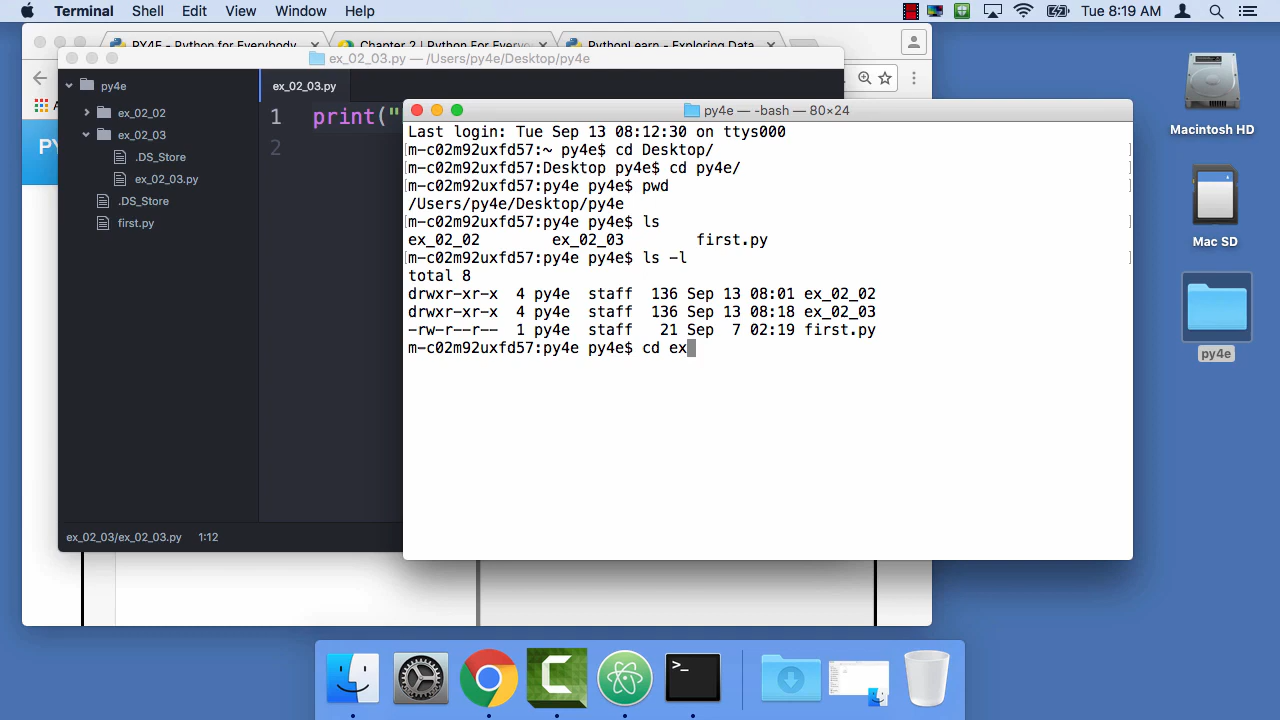 Terminal Shell Edit View Window Help Tue 8:19 AM
PY4E - Python for Everybody Chapter 2 | Python For Everyo PythonLearn - Exploring Data
ex_02_03.py — /Users/py4e/Desktop/py4e
py4e
ex_02_02
ex_02_03
.DS_Store
ex_02_03.py
.DS_Store
first.py
ex_02_03.py
1 print("
2
ex_02_03/ex_02_03.py 1:12
py4e — -bash — 80×24
Last login: Tue Sep 13 08:12:30 on ttys000
[m-c02m92uxfd57:~ py4e$ cd Desktop/ ]
[m-c02m92uxfd57:Desktop py4e$ cd py4e/ ]
[m-c02m92uxfd57:py4e py4e$ pwd ]
/Users/py4e/Desktop/py4e
[m-c02m92uxfd57:py4e py4e$ ls ]
ex_02_02 ex_02_03 first.py
[m-c02m92uxfd57:py4e py4e$ ls -l ]
total 8
drwxr-xr-x 4 py4e staff 136 Sep 13 08:01 ex_02_02
drwxr-xr-x 4 py4e staff 136 Sep 13 08:18 ex_02_03
-rw-r--r-- 1 py4e staff 21 Sep 7 02:19 first.py
m-c02m92uxfd57:py4e py4e$ cd ex
Macintosh HD
Mac SD
py4e